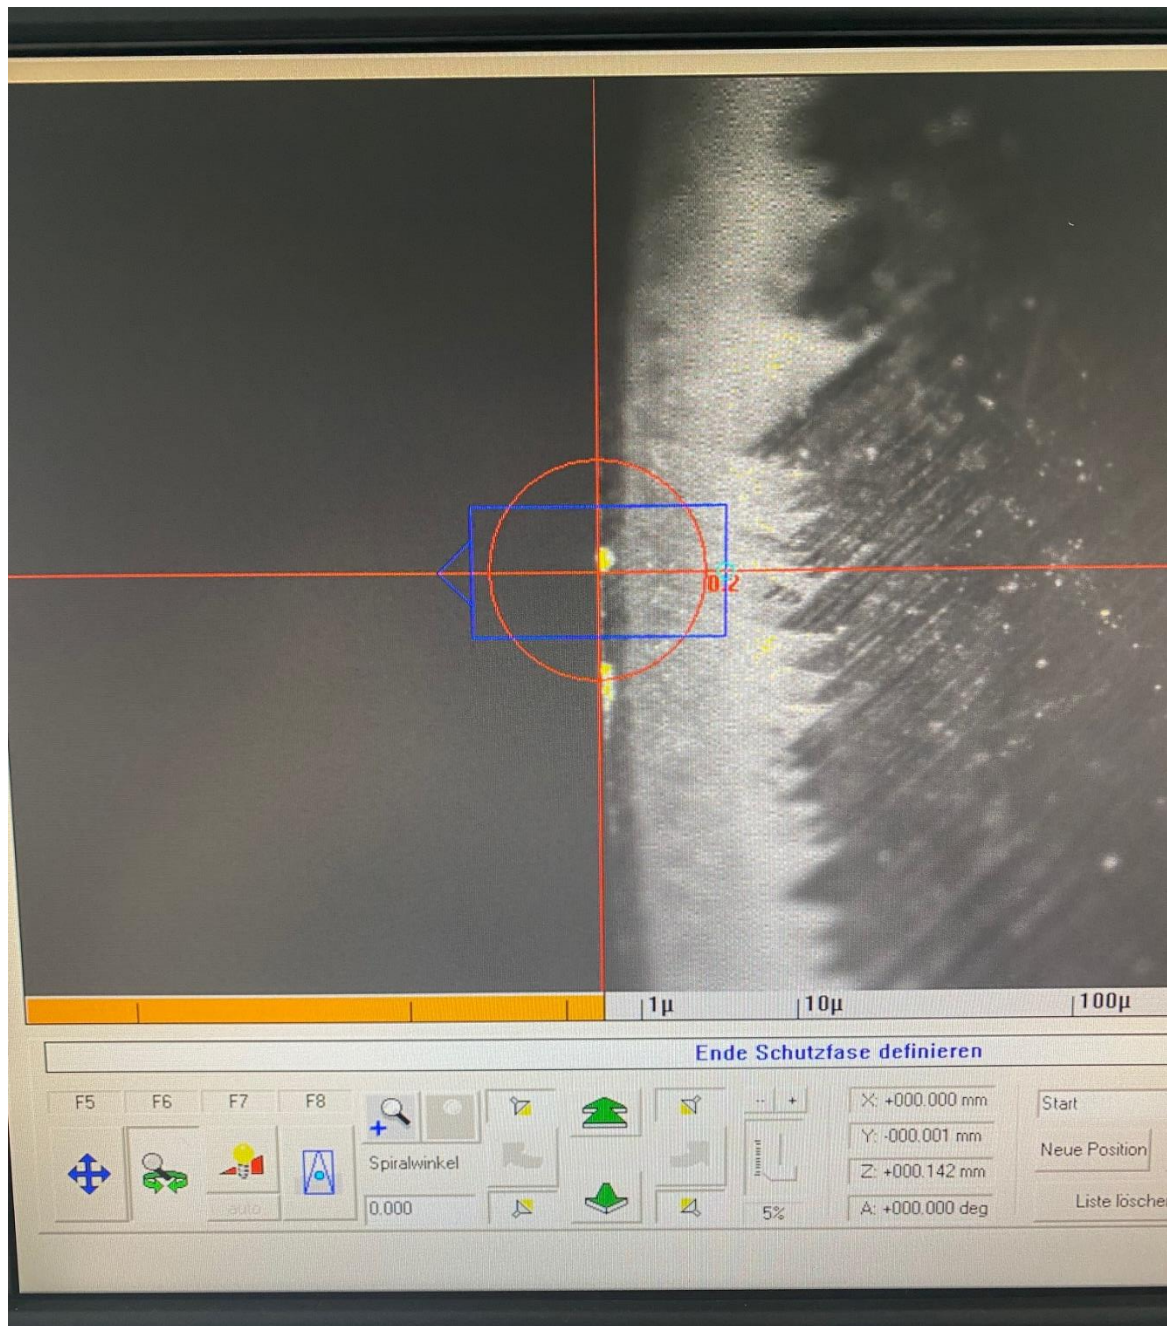 0.2
1µ 10µ 100µ
Ende Schutzfase definieren
F5 F6 F7 F8
X: +000.000 mm
Start
Y: -000.001 mm
Neue Position
Spiralwinkel
Z: +000.142 mm
auto
0.000
5%
A: +000.000 deg
Liste lösche